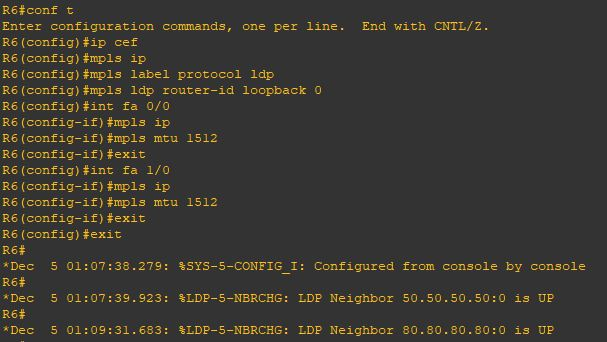 R6#conf t
Enter configuration commands, one per line.  End with CNTL/Z.
R6(config)#ip cef
R6(config)#mpls ip
R6(config)#mpls label protocol ldp
R6(config)#mpls ldp router-id loopback 0
R6(config)#int fa 0/0
R6(config-if)#mpls ip
R6(config-if)#mpls mtu 1512
R6(config-if)#exit
R6(config)#int fa 1/0
R6(config-if)#mpls ip
R6(config-if)#mpls mtu 1512
R6(config-if)#exit
R6(config)#exit
R6#
*Dec  5 01:07:38.279: %SYS-5-CONFIG_I: Configured from console by console
R6#
*Dec  5 01:07:39.923: %LDP-5-NBRCHG: LDP Neighbor 50.50.50.50:0 is UP
R6#
*Dec  5 01:09:31.683: %LDP-5-NBRCHG: LDP Neighbor 80.80.80.80:0 is UP